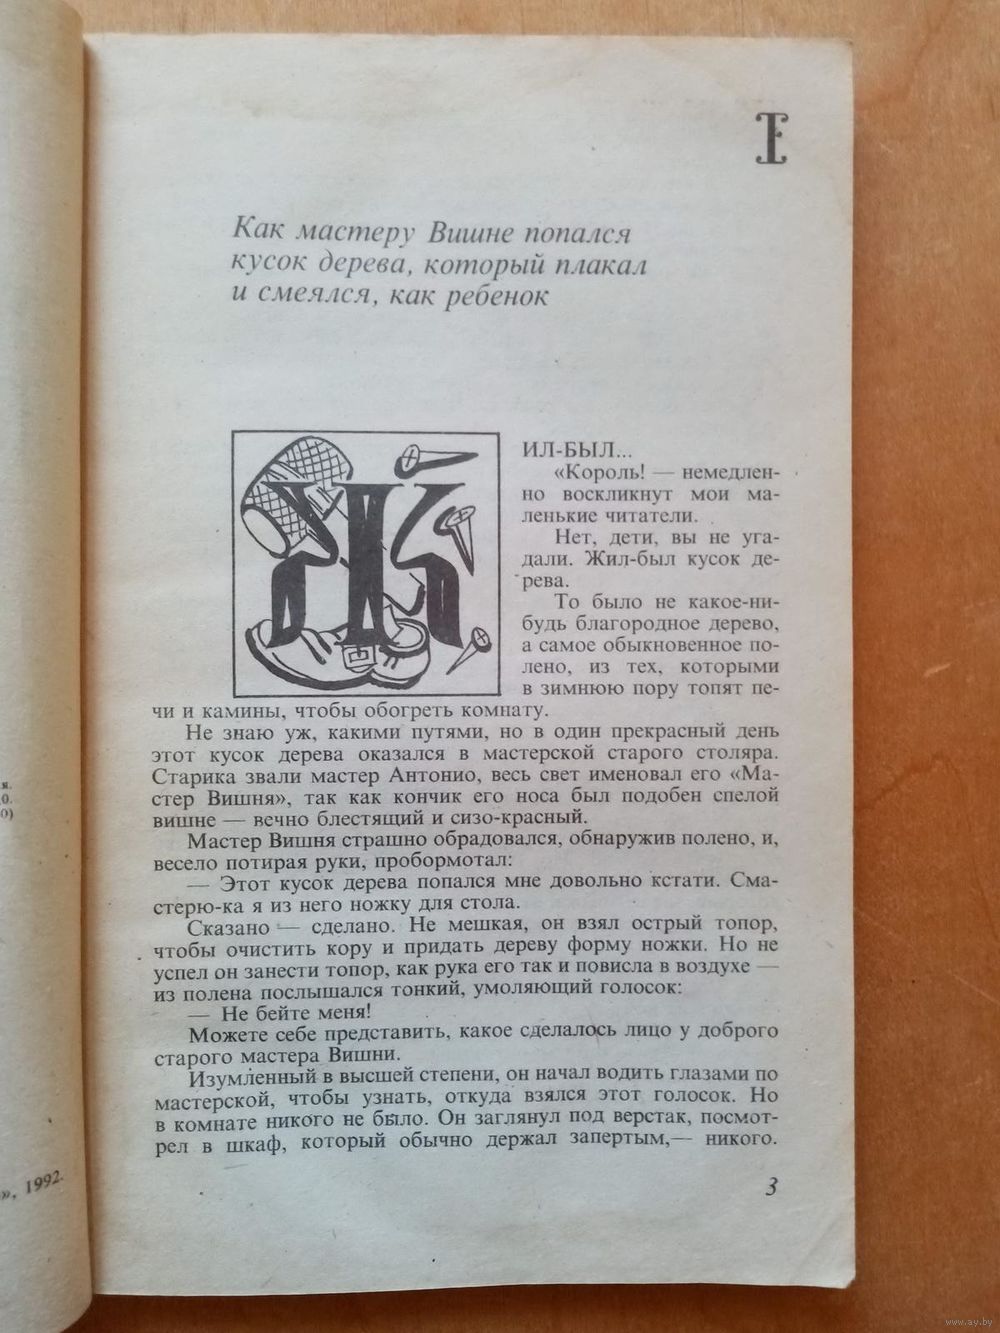 I
Как мастеру Вишне попался
кусок дерева, который плакал
и смеялся, как ребенок
Ж
ИЛ-БЫЛ...
«Король! — немедлен-
но воскликнут мои ма-
ленькие читатели.
Нет, дети, вы не уга-
дали. Жил-был кусок де-
рева.
То было не какое-ни-
будь благородное дерево,
а самое обыкновенное по-
лено, из тех, которыми
в зимнюю пору топят пе-
чи и камины, чтобы обогреть комнату.
Не знаю уж, какими путями, но в один прекрасный день
этот кусок дерева оказался в мастерской старого столяра.
Старика звали мастер Антонио, весь свет именовал его «Ма-
стер Вишня», так как кончик его носа был подобен спелой
вишне — вечно блестящий и сизо-красный.
Мастер Вишня страшно обрадовался, обнаружив полено, и,
весело потирая руки, пробормотал:
— Этот кусок дерева попался мне довольно кстати. Сма-
стерю-ка я из него ножку для стола.
Сказано — сделано. Не мешкая, он взял острый топор,
чтобы очистить кору и придать дереву форму ножки. Но не
успел он занести топор, как рука его так и повисла в воздухе —
из полена послышался тонкий, умоляющий голосок:
— Не бейте меня!
Можете себе представить, какое сделалось лицо у доброго
старого мастера Вишни.
Изумленный в высшей степени, он начал водить глазами по
мастерской, чтобы узнать, откуда взялся этот голосок. Но
в комнате никого не было. Он заглянул под верстак, посмот-
рел в шкаф, который обычно держал запертым,— никого.
3
я.
0.
0)
», 1992.
www.ay.by